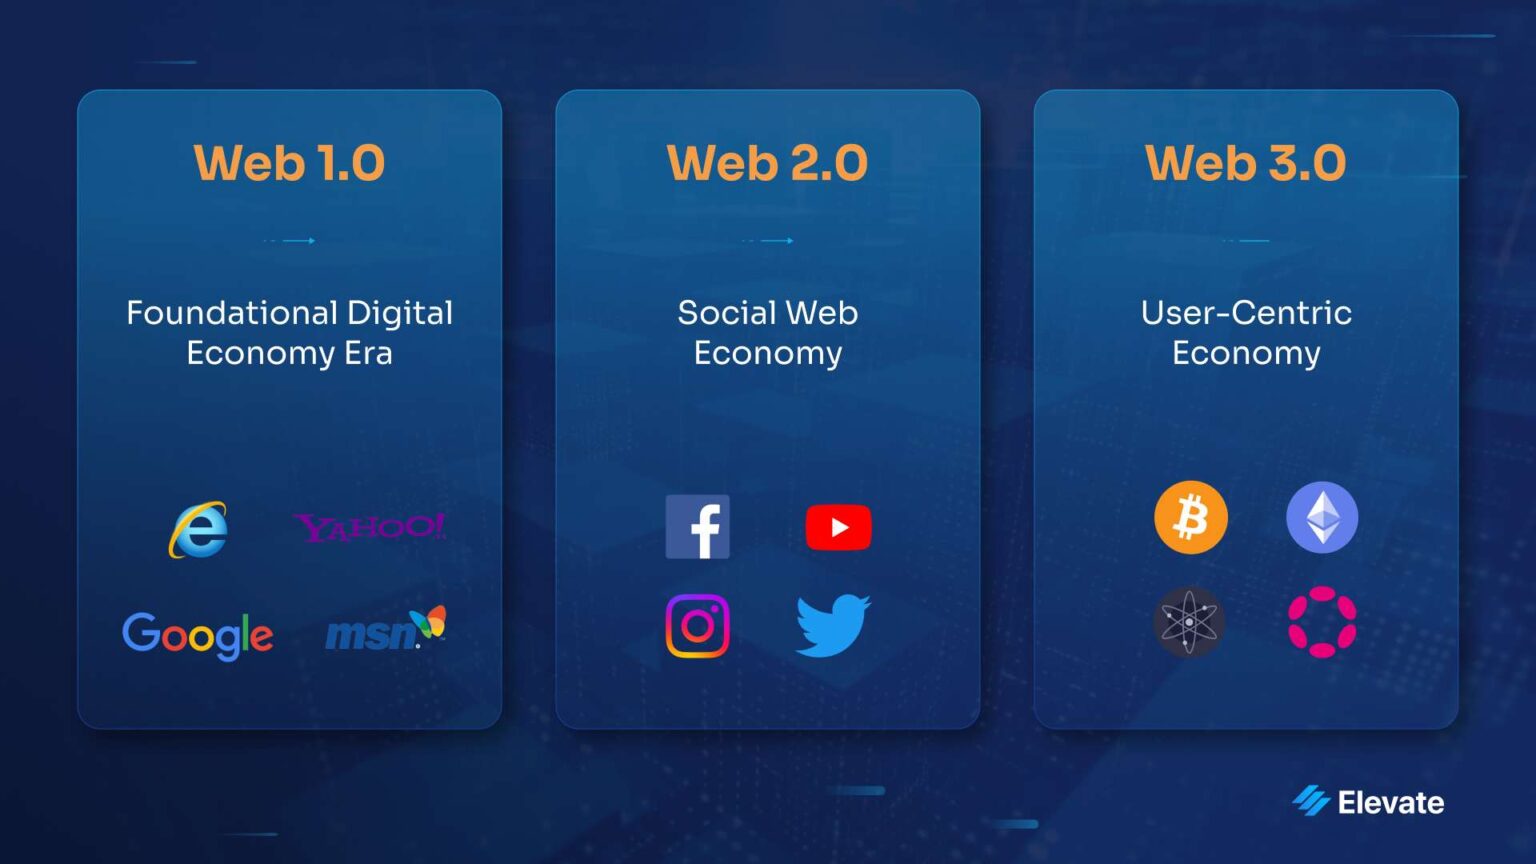 Web 1.0
Foundational Digital
Economy Era
YAHOO!
Google
msn
Web 2.0
Social Web
Economy
Web 3.0
User-Centric
Economy
Elevate